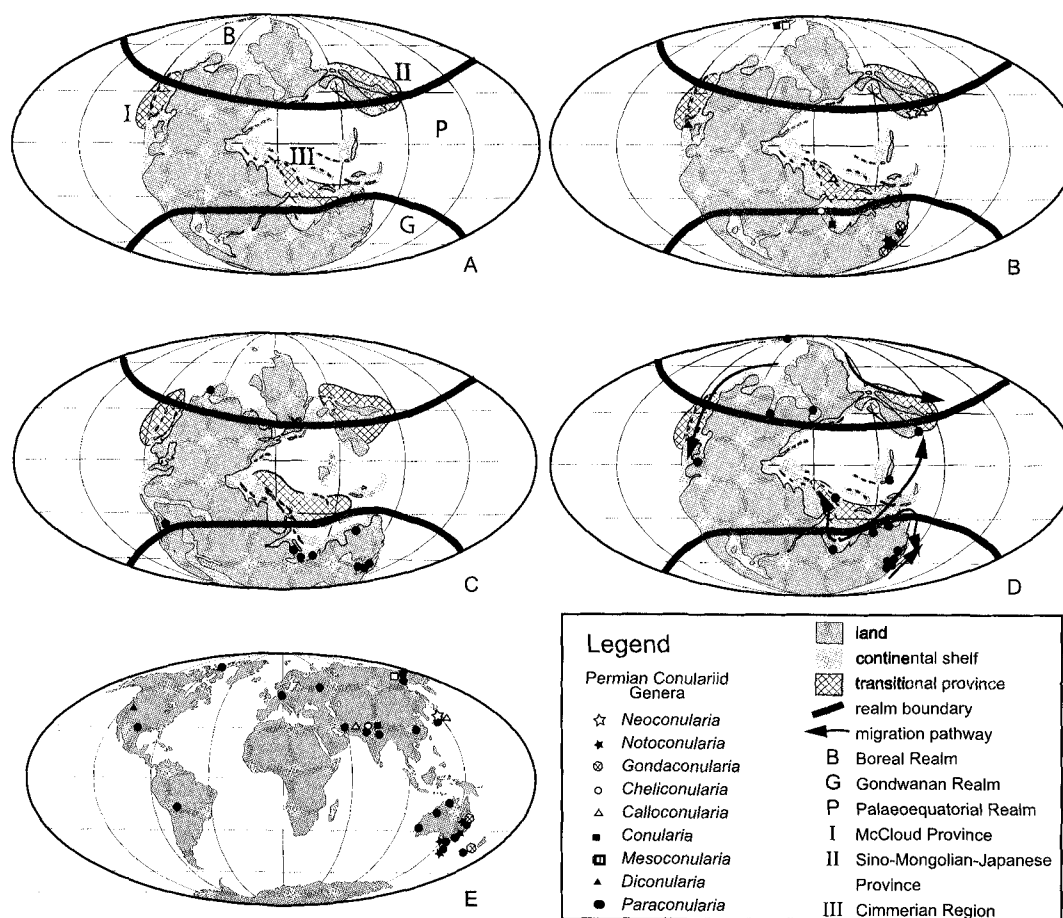 B
II
I
P
III
G
A
B
C
D
E
Legend
Permian Conulariid
Genera
Neoconularia
Notoconularia
Gondaconularia
Cheliconularia
Calloconularia
Conularia
Mesoconularia
Diconularia
Paraconularia
land
continental shelf
transitional province
realm boundary
migration pathway
B Boreal Realm
G Gondwanan Realm
P Palaeoequatorial Realm
I McCloud Province
II Sino-Mongolian-Japanese
Province
III Cimmerian Region